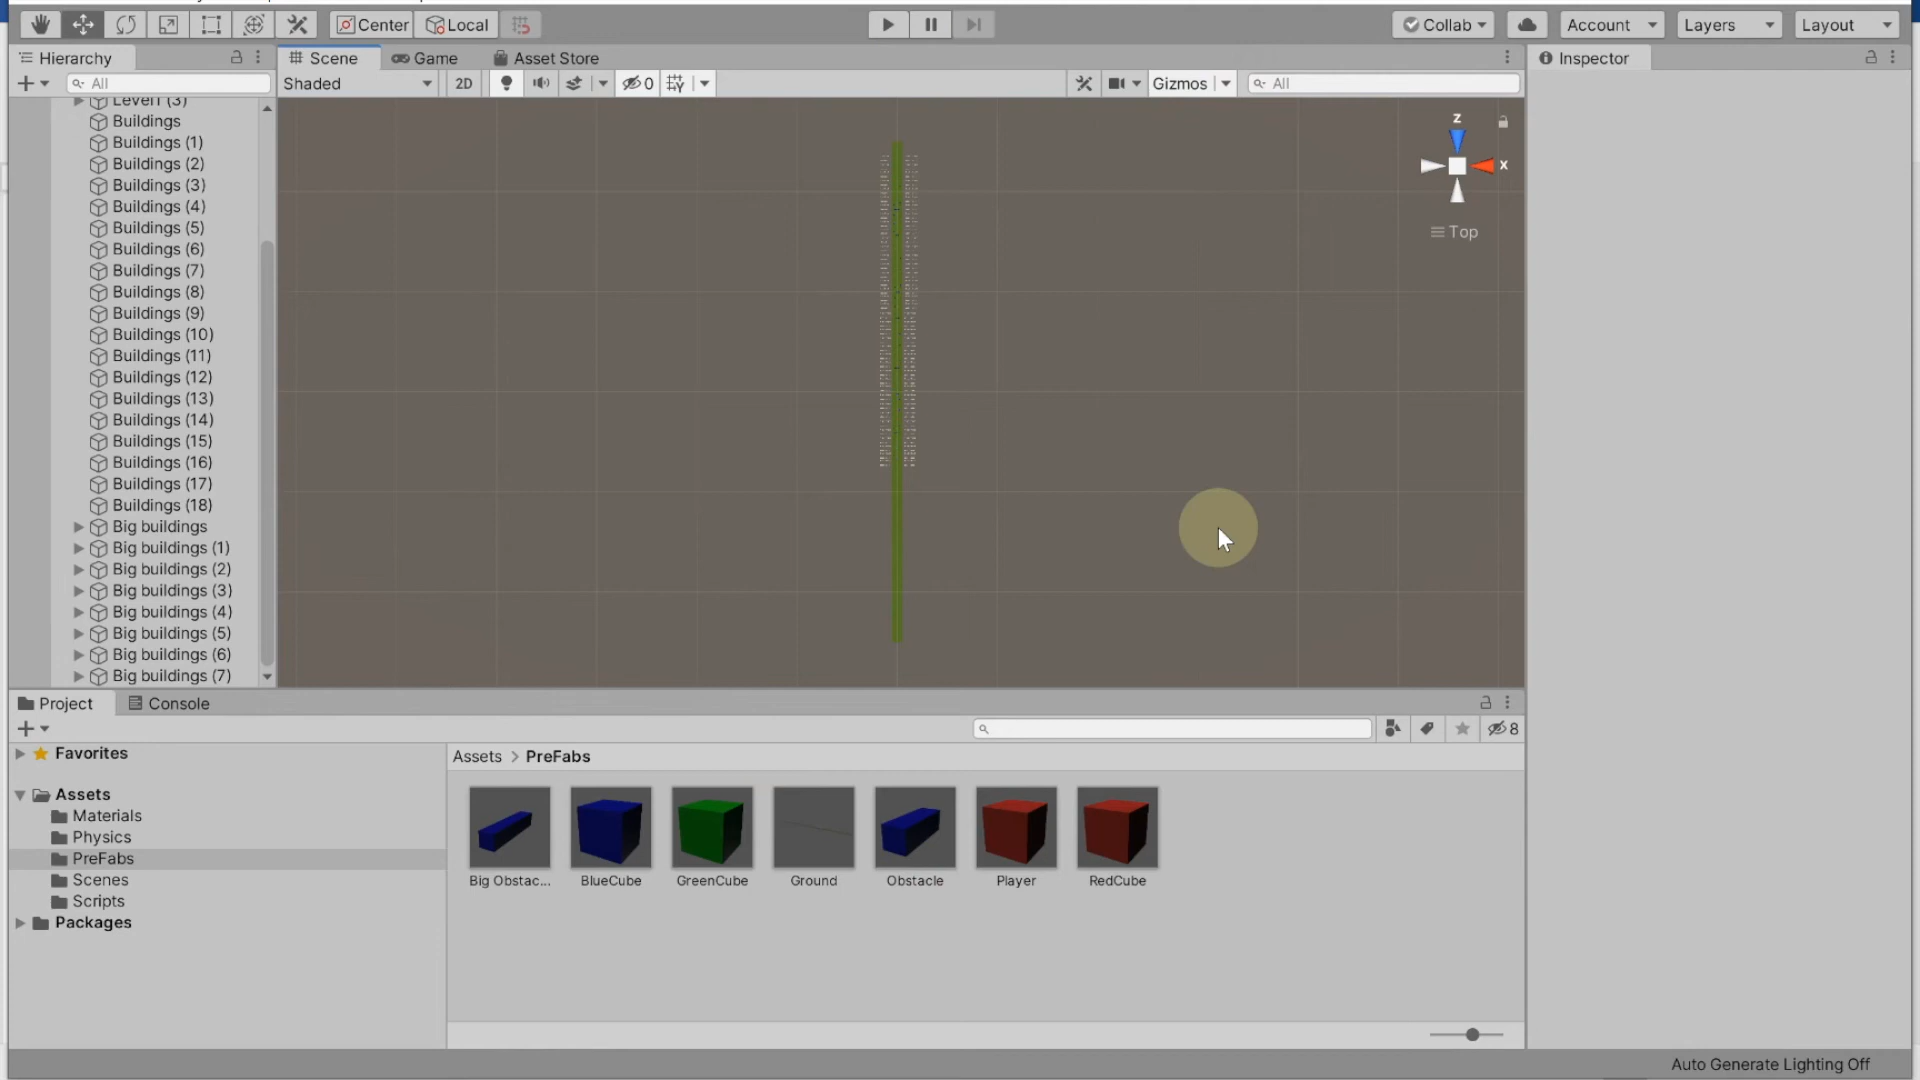 Center
Local
Collab
Account
Layers
Layout
Hierarchy
Scene
Game
Asset Store
Inspector
All
Shaded
2D
0
Gizmos
All
Level1 (3)
Buildings
Buildings (1)
Buildings (2)
Buildings (3)
Buildings (4)
Buildings (5)
Buildings (6)
Buildings (7)
Buildings (8)
Buildings (9)
Buildings (10)
Buildings (11)
Buildings (12)
Buildings (13)
Buildings (14)
Buildings (15)
Buildings (16)
Buildings (17)
Buildings (18)
Big buildings
Big buildings (1)
Big buildings (2)
Big buildings (3)
Big buildings (4)
Big buildings (5)
Big buildings (6)
Big buildings (7)
z
x
Top
Project
Console
8
Favorites
Assets
Materials
Physics
PreFabs
Scenes
Scripts
Packages
Assets > PreFabs
Big Obstac...
BlueCube
GreenCube
Ground
Obstacle
Player
RedCube
Auto Generate Lighting Off